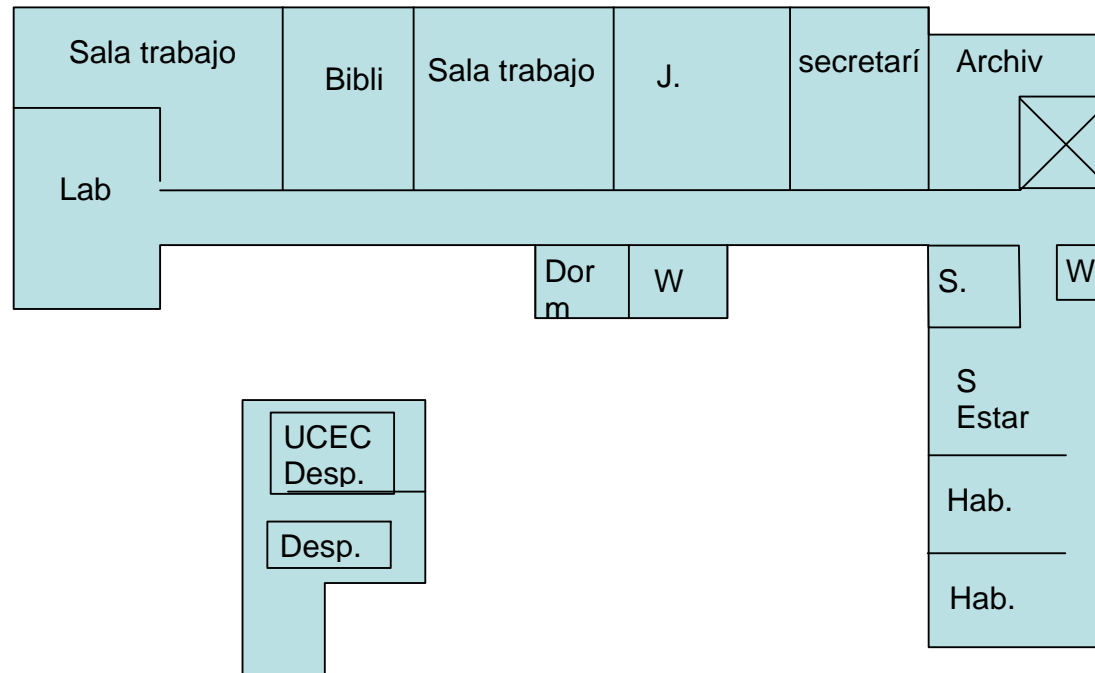 Sala trabajo
Bibli
Sala trabajo
J.
secretarí
Archiv
Lab
Dor
m
W
S.
W
S
Estar
UCEC
Desp.
Desp.
Hab.
Hab.